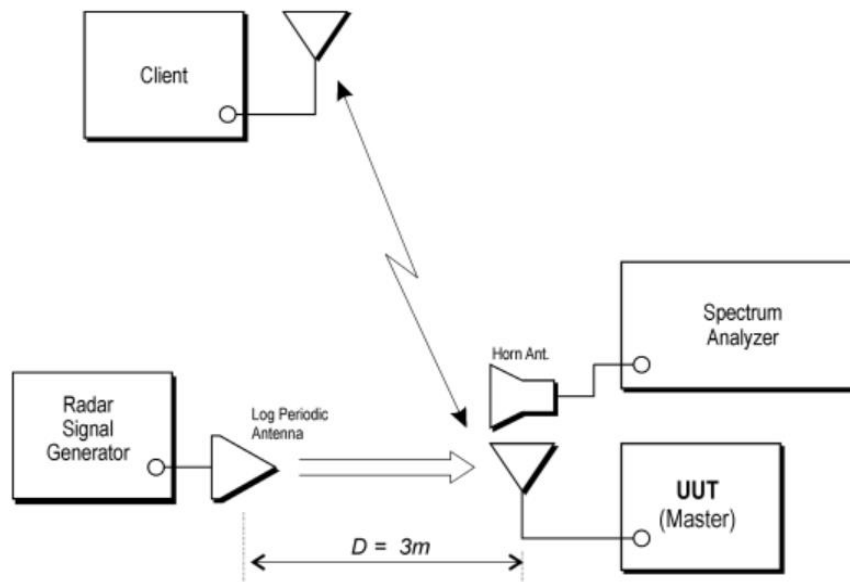 Client
Spectrum
Analyzer
Horn Ant.
Radar
Signal
Generator
Log Periodic
Antenna
UUT
(Master)
D = 3m